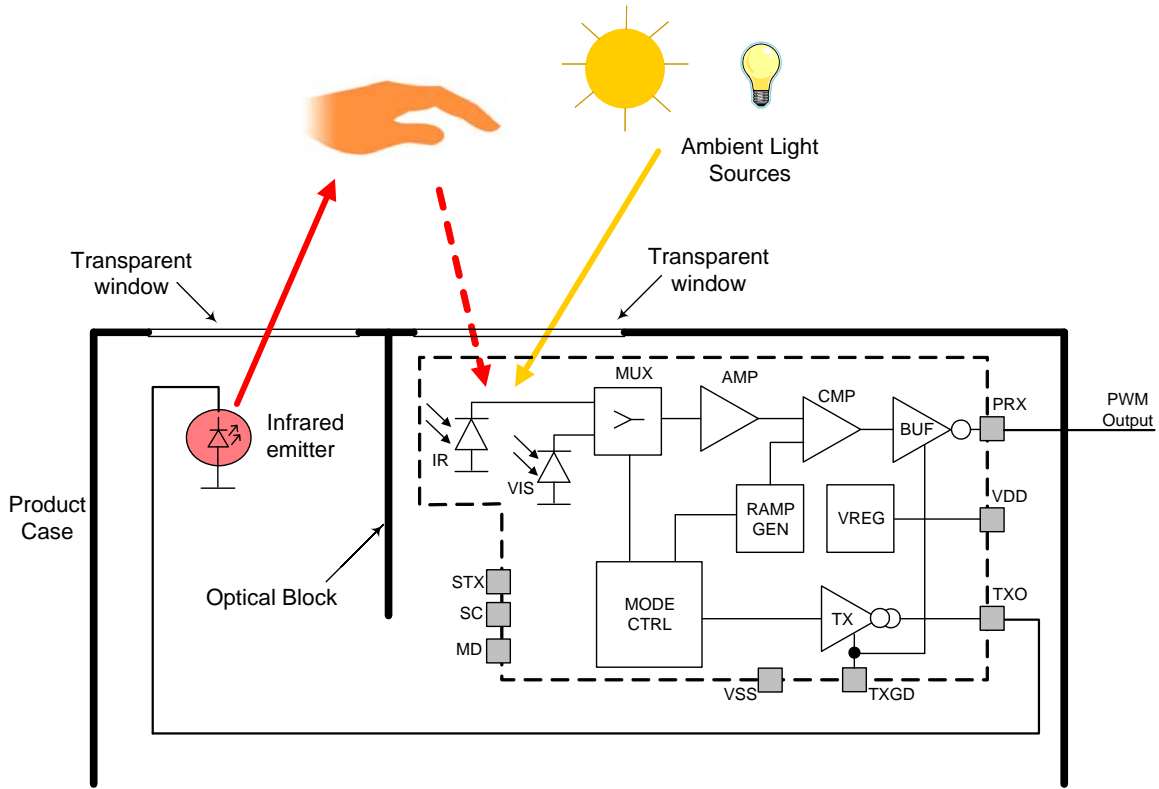 Ambient Light
Sources
Transparent
window
Transparent
window
MUX
AMP
CMP
PRX
PWM
Output
Infrared
emitter
IR
VIS
BUF
Product
Case
RAMP
GEN
VREG
VDD
Optical Block
STX
SC
MD
MODE
CTRL
TX
TXO
VSS
TXGD